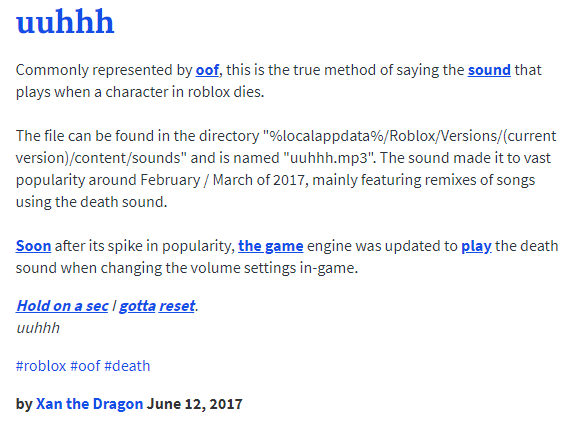 uuhhh
Commonly represented by oof, this is the true method of saying the sound that
plays when a character in roblox dies.
The file can be found in the directory "%localappdata%/Roblox/Versions/(current
version)/content/sounds" and is named "uuhhh.mp3". The sound made it to vast
popularity around February / March of 2017, mainly featuring remixes of songs
using the death sound.
Soon after its spike in popularity, the game engine was updated to play the death
sound when changing the volume settings in-game.
Hold on a sec I gotta reset.
uuhhh
#roblox #oof #death
by Xan the Dragon June 12, 2017